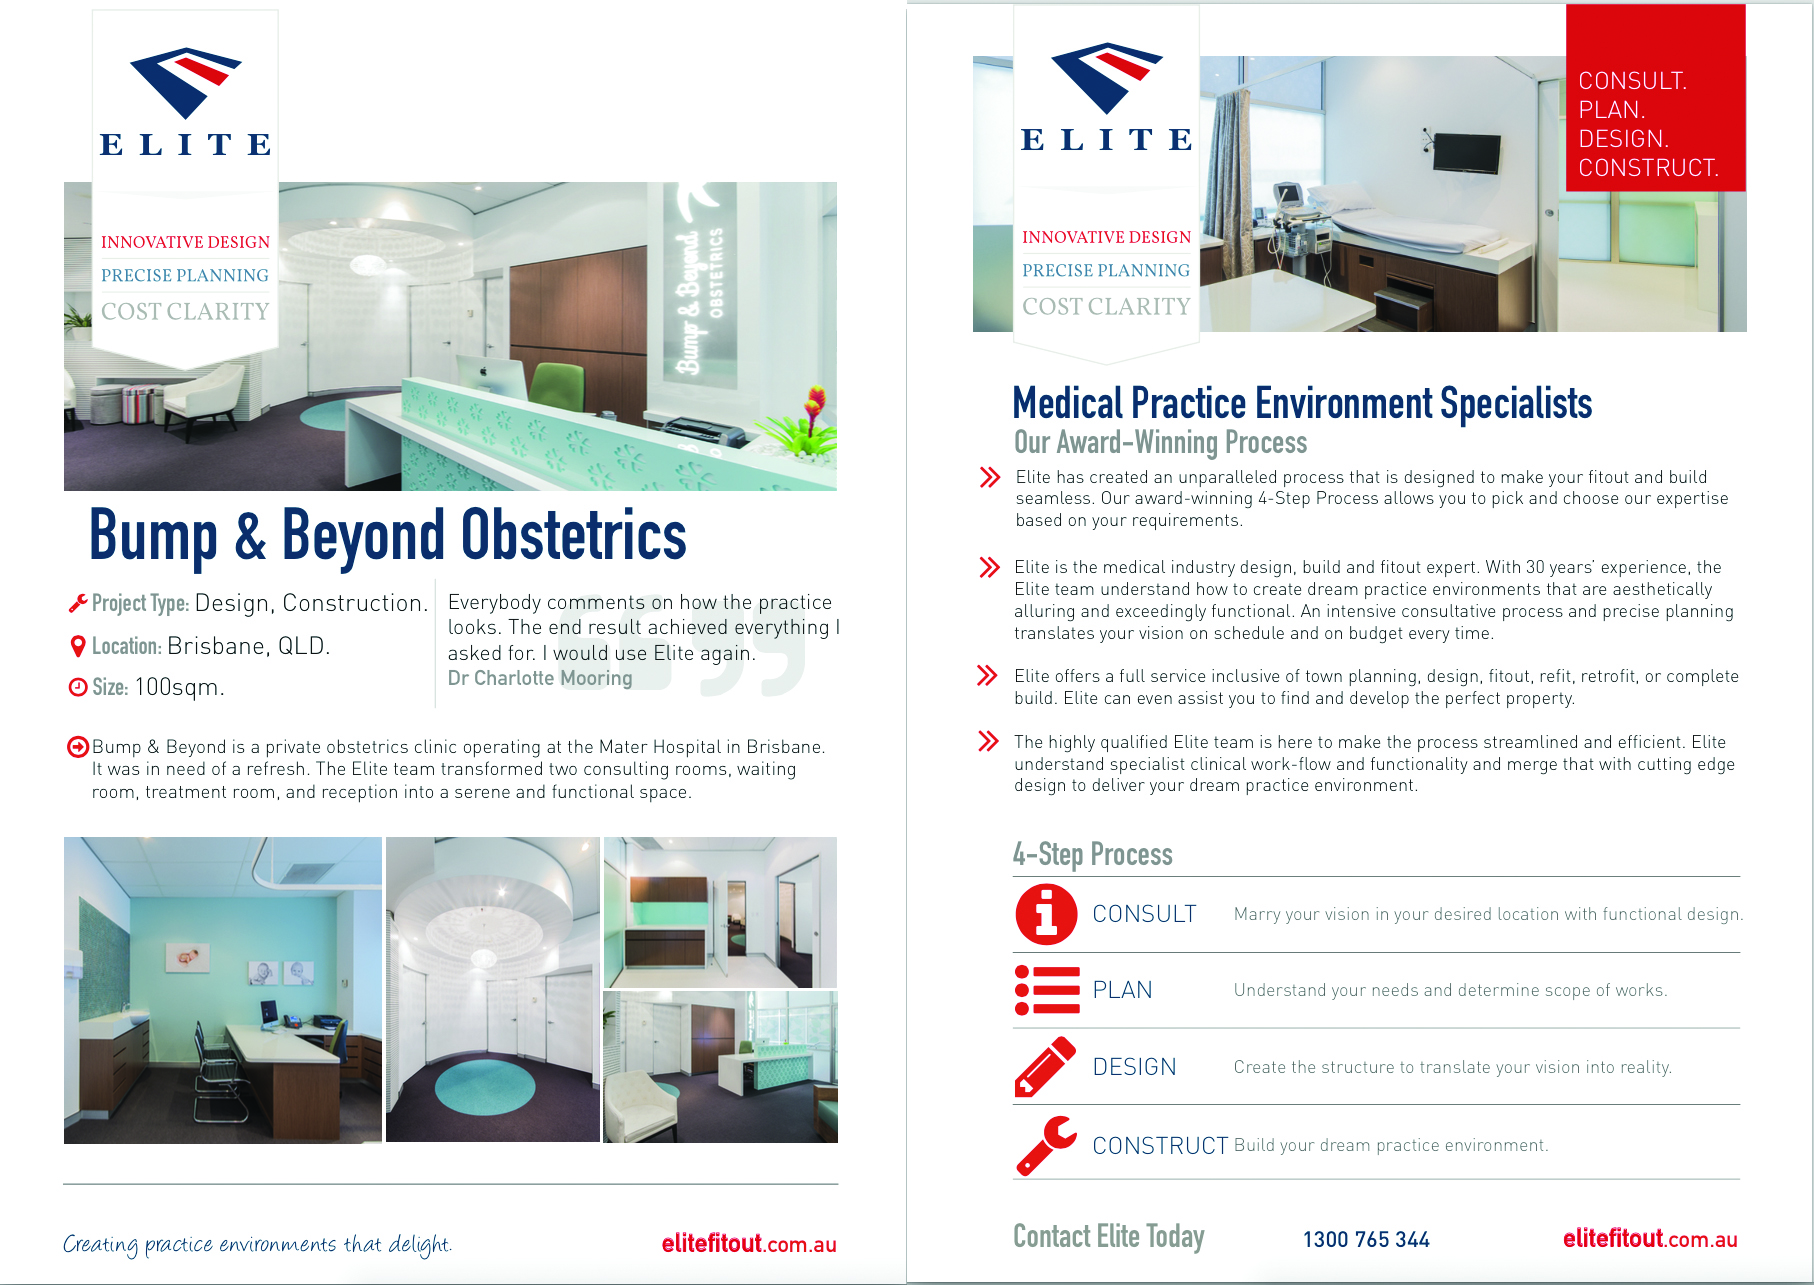 ELITE
INNOVATIVE DESIGN
PRECISE PLANNING
COST CLARITY
Bump & Beyond
OBSTETRICS
Bump & Beyond Obstetrics
Project Type: Design, Construction.
Location: Brisbane, QLD.
Size: 100sqm.
Everybody comments on how the practice
looks. The end result achieved everything I
asked for. I would use Elite again.
Dr Charlotte Mooring
Bump & Beyond is a private obstetrics clinic operating at the Mater Hospital in Brisbane.
It was in need of a refresh. The Elite team transformed two consulting rooms, waiting
room, treatment room, and reception into a serene and functional space.
Creating practice environments that delight.
elitefitout.com.au
ELITE
INNOVATIVE DESIGN
PRECISE PLANNING
COST CLARITY
CONSULT.
PLAN.
DESIGN.
CONSTRUCT.
Medical Practice Environment Specialists
Our Award-Winning Process
Elite has created an unparalleled process that is designed to make your fitout and build
seamless. Our award-winning 4-Step Process allows you to pick and choose our expertise
based on your requirements.
Elite is the medical industry design, build and fitout expert. With 30 years’ experience, the
Elite team understand how to create dream practice environments that are aesthetically
alluring and exceedingly functional. An intensive consultative process and precise planning
translates your vision on schedule and on budget every time.
Elite offers a full service inclusive of town planning, design, fitout, refit, retrofit, or complete
build. Elite can even assist you to find and develop the perfect property.
The highly qualified Elite team is here to make the process streamlined and efficient. Elite
understand specialist clinical work-flow and functionality and merge that with cutting edge
design to deliver your dream practice environment.
4-Step Process
CONSULT Marry your vision in your desired location with functional design.
PLAN Understand your needs and determine scope of works.
DESIGN Create the structure to translate your vision into reality.
CONSTRUCT Build your dream practice environment.
Contact Elite Today 1300 765 344 elitefitout.com.au